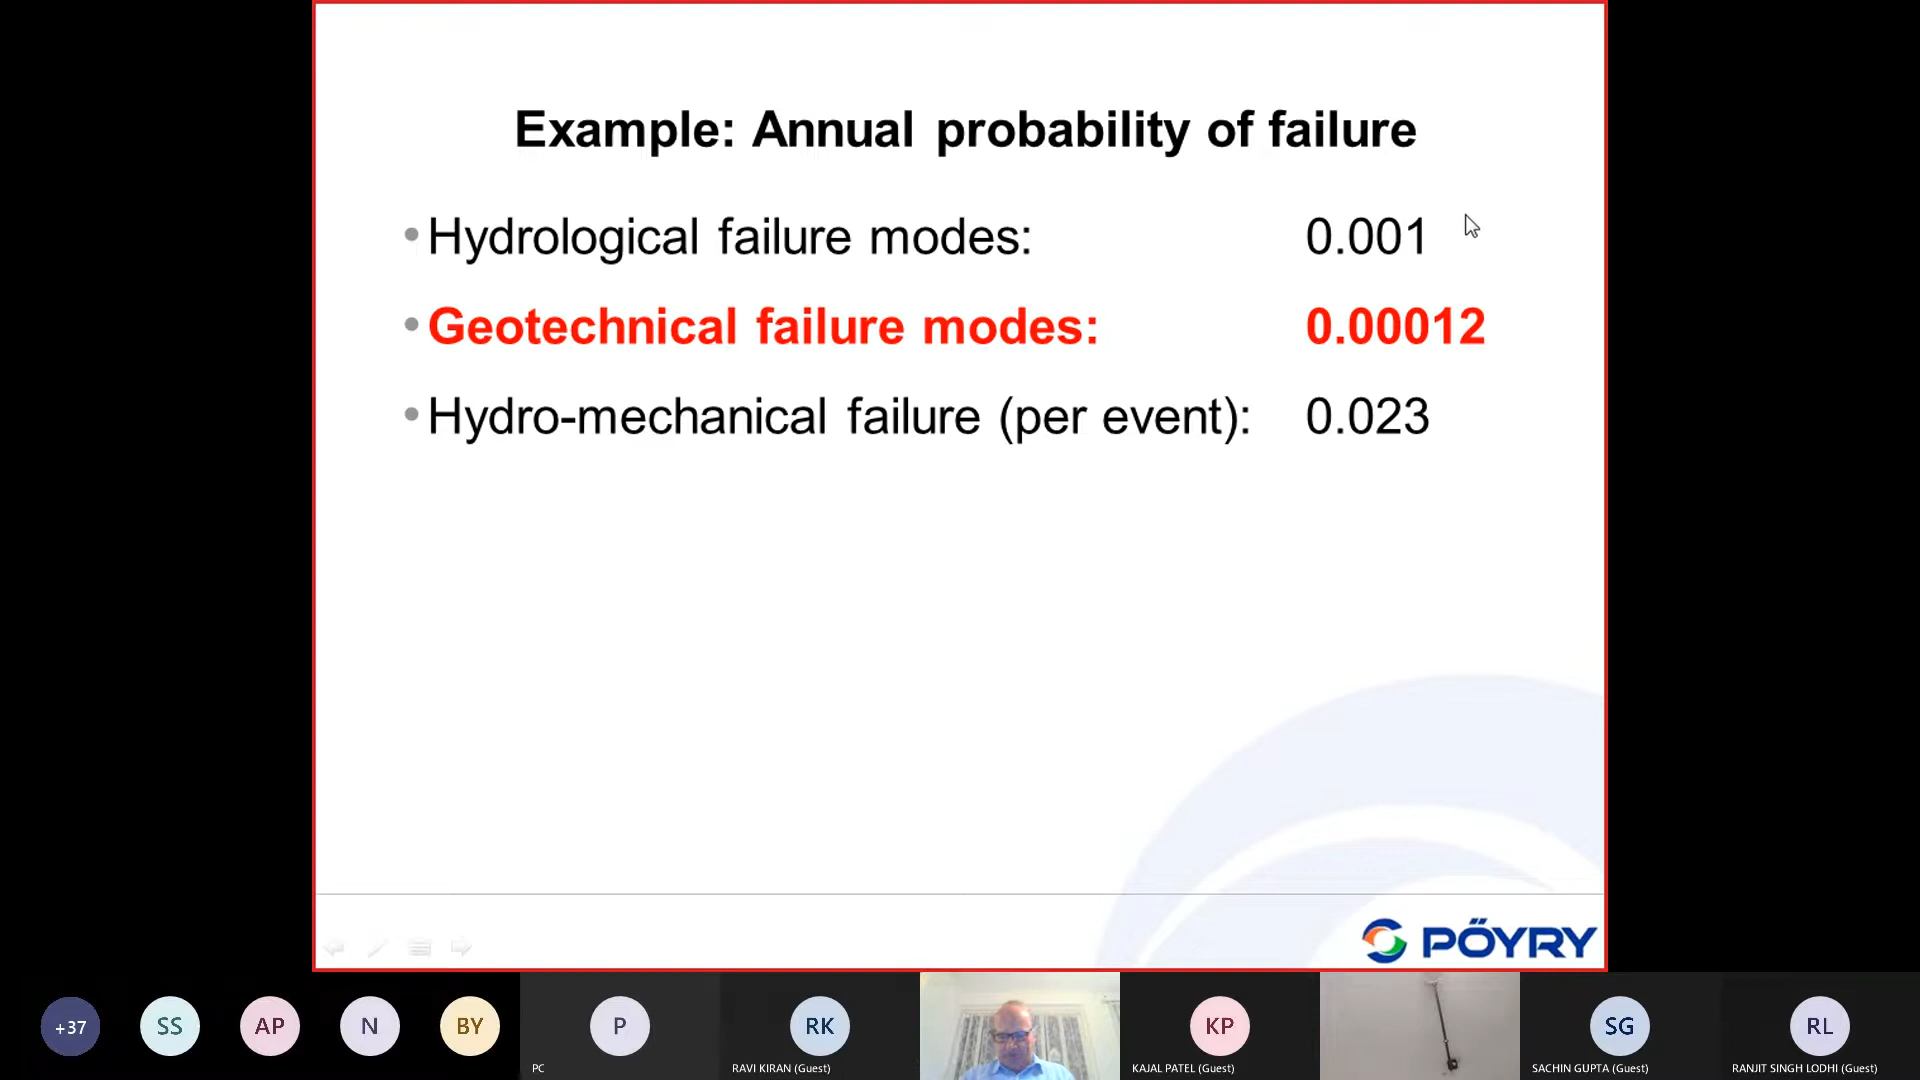 Example: Annual probability of failure
• Hydrological failure modes: 0.001
• Geotechnical failure modes: 0.00012
• Hydro-mechanical failure (per event): 0.023
PÖYRY
+37
SS
AP
N
BY
P
RK
KP
SG
RL
PC
RAVI KIRAN (Guest)
KAJAL PATEL (Guest)
SACHIN GUPTA (Guest)
RANJIT SINGH LODHI (Guest)